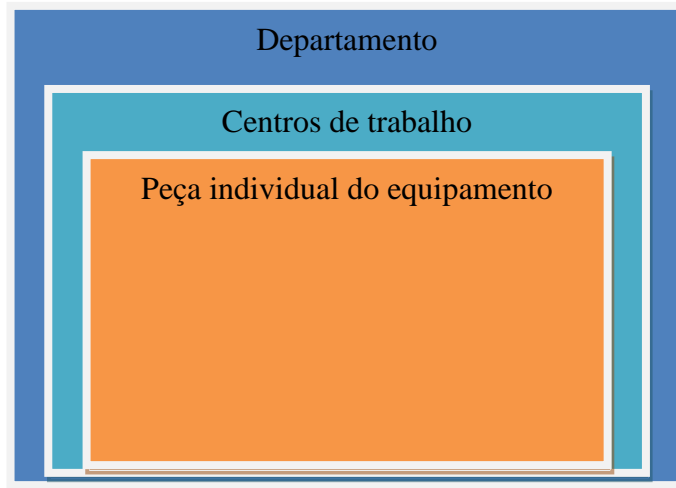 Departamento
Centros de trabalho
Peça individual do equipamento